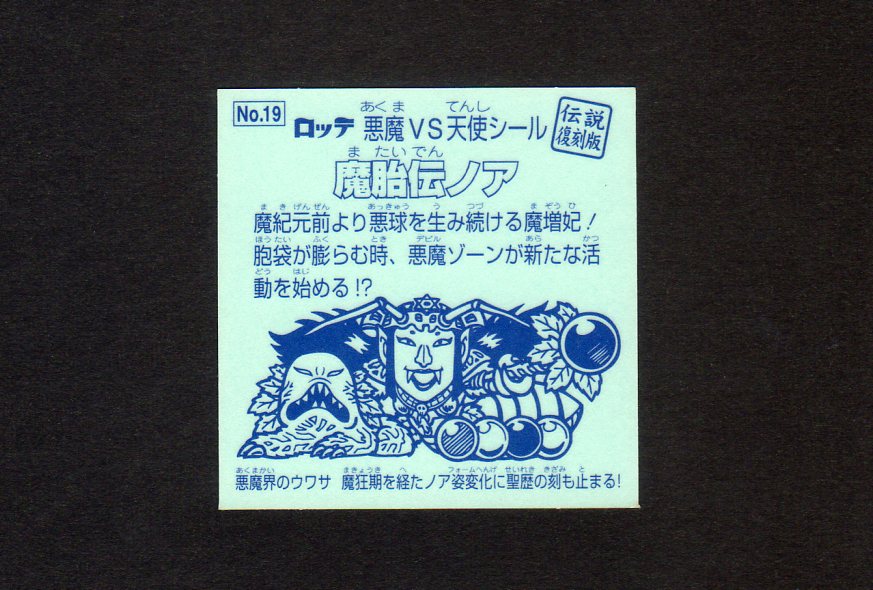 No.19
あくま てんし
ロッテ 悪魔VS天使シール
伝説
復刻版
またいでん
魔胎伝ノア
まきげんぜん あっきゅう う つづ まぞうひ
魔紀元前より悪球を生み続ける魔増妃!
ほうたい ふく とき デビル あら かつ
胞袋が膨らむ時、悪魔ゾーンが新たな活
どう はじ
動を始める!?
あくまかい まきょうき へ フォームへんげ せいれき きざみ と
悪魔界のウワサ 魔狂期を経たノア姿変化に聖歴の刻も止まる!